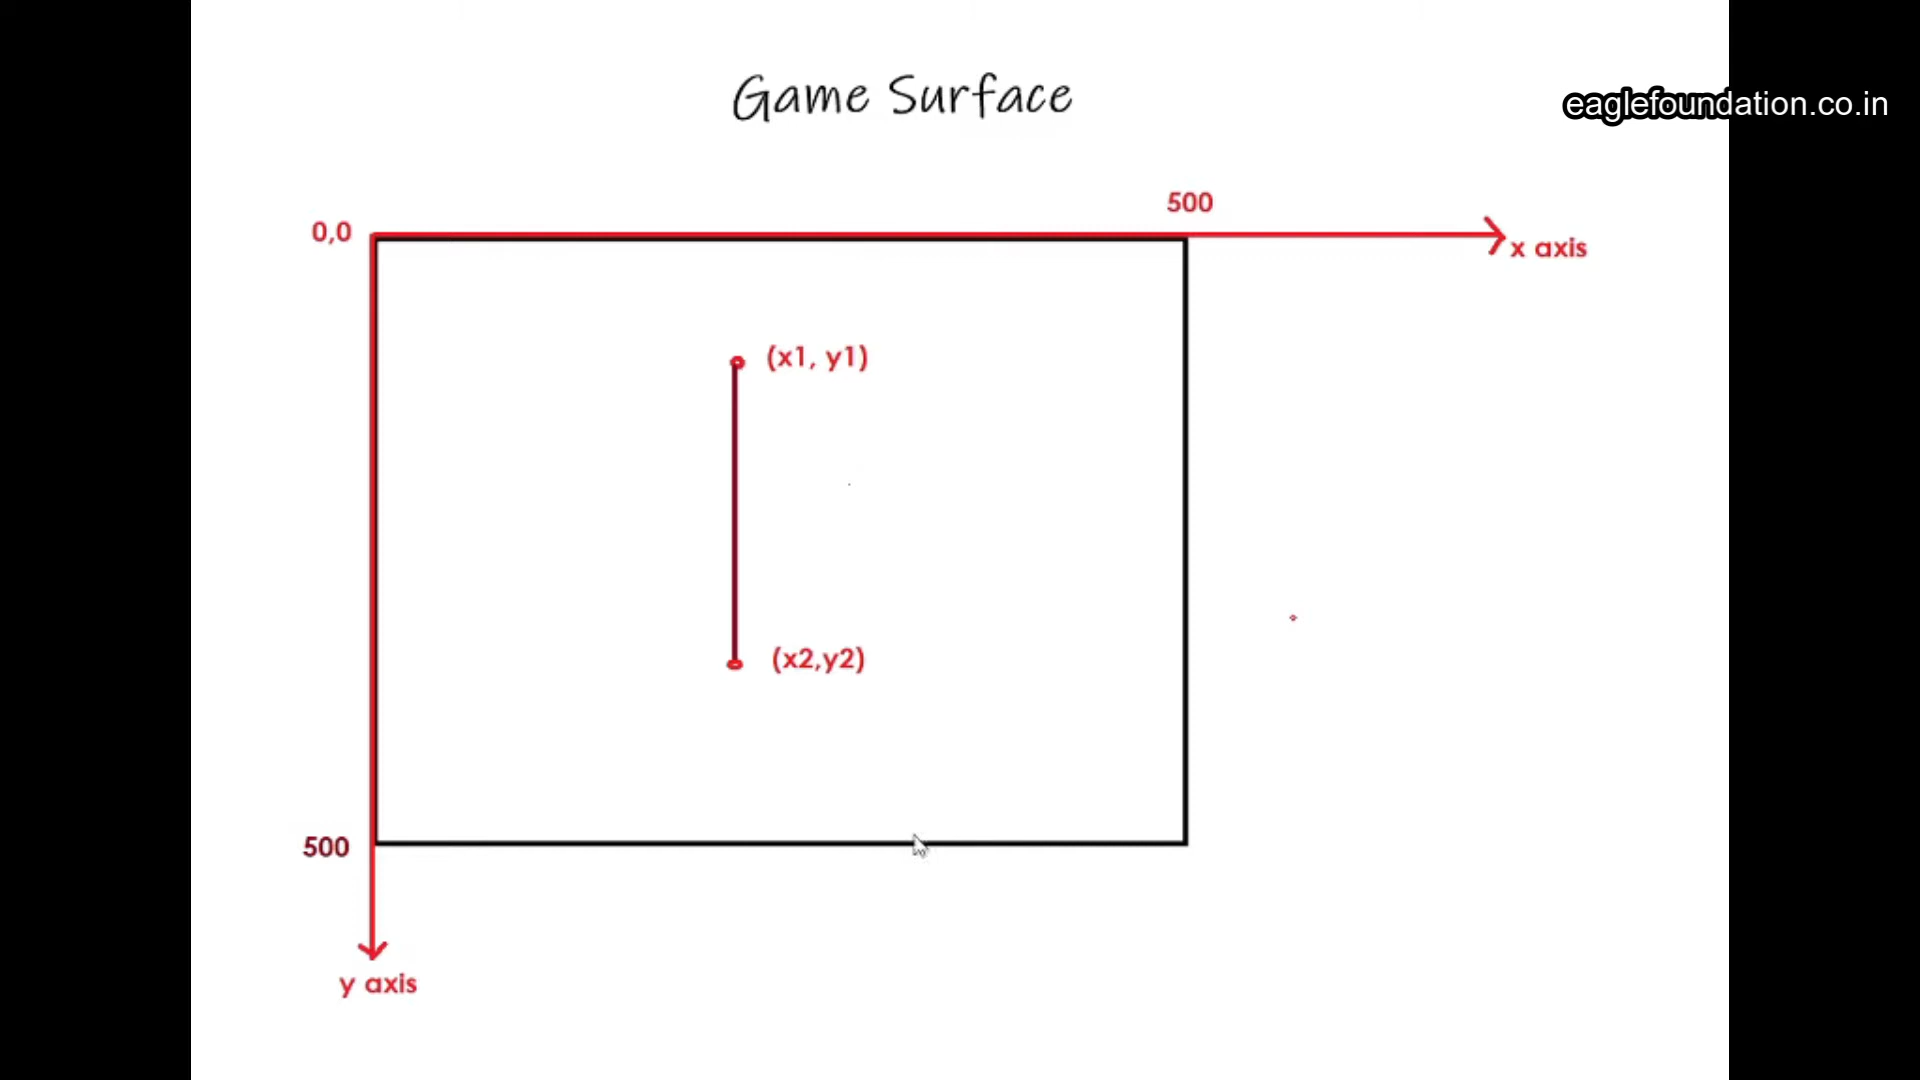 Game Surface
eaglefoundation.co.in
500
0,0
x axis
(x1, y1)
(x2,y2)
500
y axis